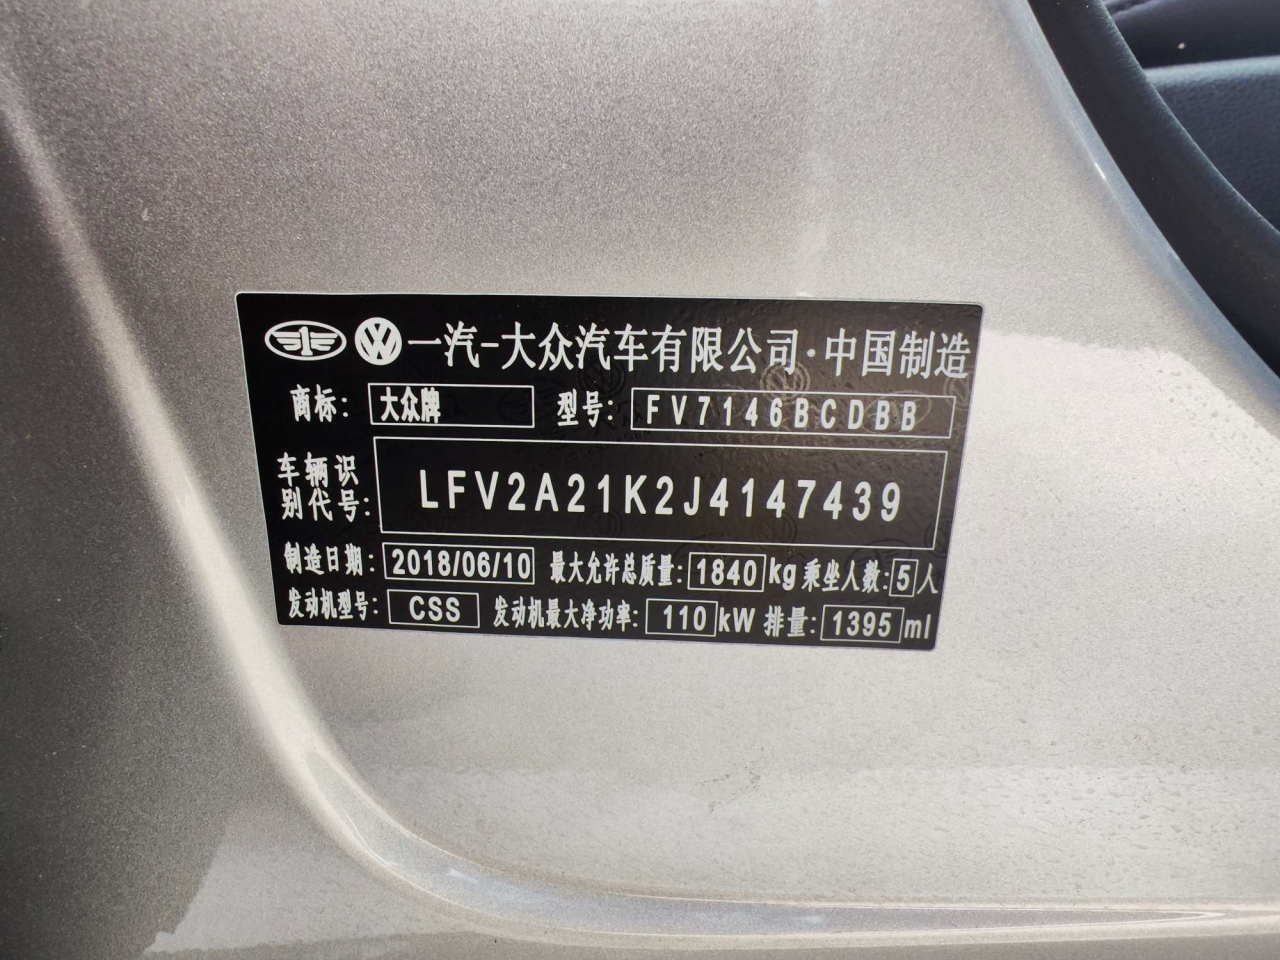 一汽-大众汽车有限公司·中国制造
商标: 大众牌 型号: FV7146BCDBB
车辆识别代号: LFV2A21K2J4147439
制造日期: 2018/06/10 最大允许总质量: 1840 kg 乘坐人数: 5 人
发动机型号: CSS 发动机最大净功率: 110 kW 排量: 1395 ml